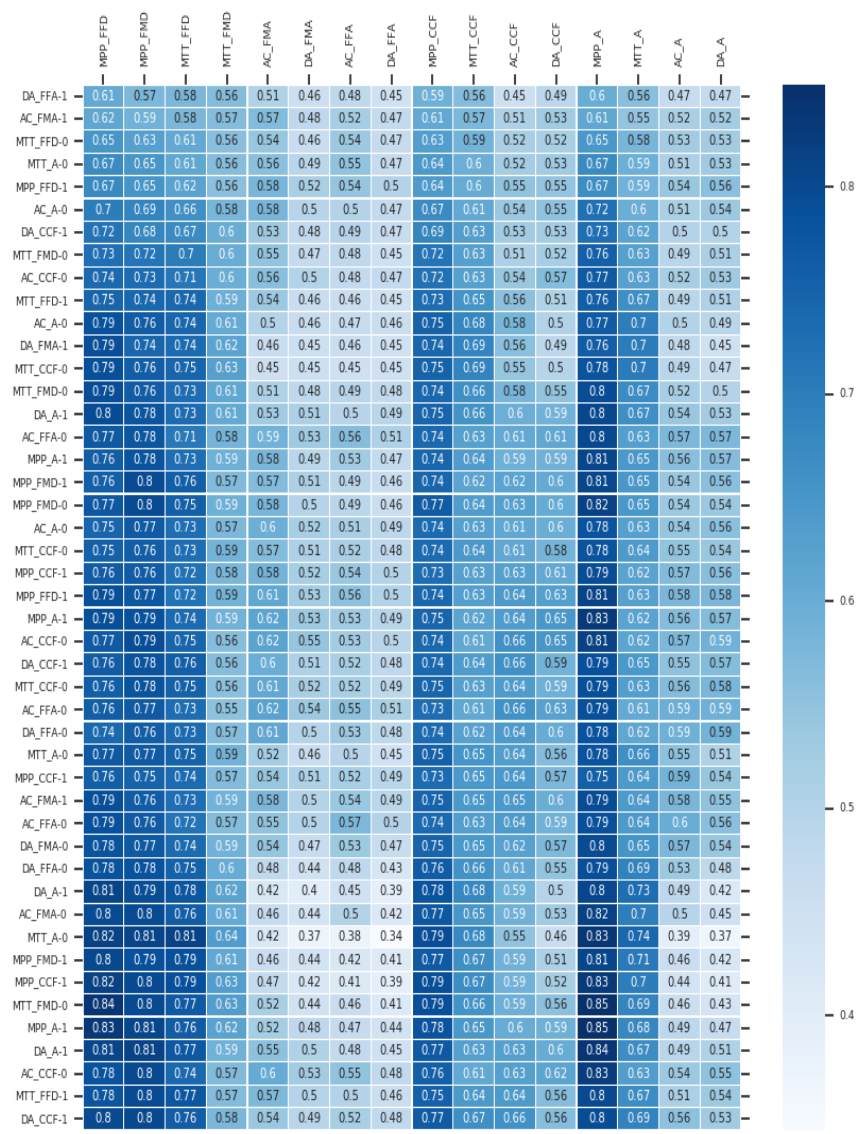 MPP_FFD MPP_FMD MTT_FFD MTT_FMD AC_FMA DA_FMA AC_FFA DA_FFA MPP_CCF MTT_CCF AC_CCF DA_CCF MPP_A MTT_A AC_A DA_A
DA_FFA-1 0.61 0.57 0.58 0.56 0.51 0.46 0.48 0.45 0.59 0.56 0.45 0.49 0.6 0.56 0.47 0.47
AC_FMA-1 0.62 0.59 0.58 0.57 0.57 0.48 0.52 0.47 0.61 0.57 0.51 0.53 0.61 0.55 0.52 0.52
MTT_FFD-0 0.65 0.63 0.61 0.56 0.54 0.46 0.54 0.47 0.63 0.59 0.52 0.52 0.65 0.58 0.53 0.53
MTT_A-0 0.67 0.65 0.61 0.56 0.56 0.49 0.55 0.47 0.64 0.6 0.52 0.53 0.67 0.59 0.51 0.53
MPP_FFD-1 0.67 0.65 0.62 0.56 0.58 0.52 0.54 0.5 0.64 0.6 0.55 0.55 0.67 0.59 0.54 0.56
0.8
AC_A-0 0.7 0.69 0.66 0.58 0.58 0.5 0.5 0.47 0.67 0.61 0.54 0.55 0.72 0.6 0.51 0.54
DA_CCF-1 0.72 0.68 0.67 0.6 0.53 0.48 0.49 0.47 0.69 0.63 0.53 0.53 0.73 0.62 0.5 0.5
MTT_FMD-0 0.73 0.72 0.7 0.6 0.55 0.47 0.48 0.45 0.72 0.63 0.51 0.52 0.76 0.63 0.49 0.51
AC_CCF-0 0.74 0.73 0.71 0.6 0.56 0.5 0.48 0.47 0.72 0.63 0.54 0.57 0.77 0.63 0.52 0.53
MTT_FFD-1 0.75 0.74 0.74 0.59 0.54 0.46 0.46 0.45 0.73 0.65 0.56 0.51 0.76 0.67 0.49 0.51
AC_A-0 0.79 0.76 0.74 0.61 0.5 0.46 0.47 0.46 0.75 0.68 0.58 0.5 0.77 0.7 0.5 0.49
DA_FMA-1 0.79 0.74 0.74 0.62 0.46 0.45 0.46 0.45 0.74 0.69 0.56 0.49 0.76 0.7 0.48 0.45
MTT_CCF-0 0.79 0.76 0.75 0.63 0.45 0.45 0.45 0.45 0.75 0.69 0.55 0.5 0.78 0.7 0.49 0.47
MTT_FMD-0 0.79 0.76 0.73 0.61 0.51 0.48 0.49 0.48 0.74 0.66 0.58 0.55 0.8 0.67 0.52 0.5
0.7
DA_A-1 0.8 0.78 0.73 0.61 0.53 0.51 0.5 0.49 0.75 0.66 0.6 0.59 0.8 0.67 0.54 0.53
AC_FFA-0 0.77 0.78 0.71 0.58 0.59 0.53 0.56 0.51 0.74 0.63 0.61 0.61 0.8 0.63 0.57 0.57
MPP_A-1 0.76 0.78 0.73 0.59 0.58 0.49 0.53 0.47 0.74 0.64 0.59 0.59 0.81 0.65 0.56 0.57
MPP_FMD-1 0.76 0.8 0.76 0.57 0.57 0.51 0.49 0.46 0.74 0.62 0.62 0.6 0.81 0.65 0.54 0.56
MPP_FMD-0 0.77 0.8 0.75 0.59 0.58 0.5 0.49 0.46 0.77 0.64 0.63 0.6 0.82 0.65 0.54 0.54
AC_A-0 0.75 0.77 0.73 0.57 0.6 0.52 0.51 0.49 0.74 0.63 0.61 0.6 0.78 0.63 0.54 0.56
MTT_CCF-0 0.75 0.76 0.73 0.59 0.57 0.51 0.52 0.48 0.74 0.64 0.61 0.58 0.78 0.64 0.55 0.54
MPP_CCF-1 0.76 0.76 0.72 0.58 0.58 0.52 0.54 0.5 0.73 0.63 0.63 0.61 0.79 0.62 0.57 0.56
MPP_FFD-1 0.79 0.77 0.72 0.59 0.61 0.53 0.56 0.5 0.75 0.63 0.64 0.63 0.81 0.63 0.58 0.58
0.6
MPP_A-1 0.79 0.79 0.74 0.59 0.62 0.53 0.53 0.49 0.75 0.62 0.64 0.65 0.83 0.62 0.56 0.57
AC_CCF-0 0.77 0.79 0.75 0.56 0.62 0.55 0.53 0.5 0.74 0.61 0.66 0.65 0.81 0.62 0.57 0.59
DA_CCF-1 0.76 0.78 0.76 0.56 0.6 0.51 0.52 0.48 0.74 0.64 0.66 0.59 0.79 0.65 0.55 0.57
MTT_CCF-0 0.76 0.78 0.75 0.55 0.61 0.52 0.52 0.49 0.75 0.63 0.64 0.59 0.79 0.63 0.56 0.58
AC_FFA-0 0.76 0.77 0.73 0.55 0.62 0.54 0.55 0.51 0.73 0.61 0.66 0.63 0.79 0.61 0.59 0.59
DA_FFA-0 0.74 0.76 0.73 0.57 0.61 0.5 0.53 0.48 0.74 0.62 0.64 0.6 0.78 0.62 0.59 0.59
MTT_A-0 0.77 0.77 0.75 0.59 0.52 0.46 0.5 0.45 0.75 0.65 0.64 0.56 0.78 0.66 0.55 0.51
MPP_CCF-1 0.76 0.75 0.74 0.57 0.54 0.51 0.52 0.49 0.73 0.65 0.64 0.57 0.75 0.64 0.59 0.54
AC_FMA-1 0.79 0.76 0.73 0.59 0.58 0.5 0.54 0.49 0.75 0.65 0.65 0.6 0.79 0.64 0.58 0.55
0.5
AC_FFA-0 0.79 0.76 0.72 0.57 0.55 0.5 0.57 0.5 0.74 0.63 0.64 0.59 0.79 0.64 0.6 0.56
DA_FMA-0 0.78 0.77 0.74 0.59 0.54 0.47 0.53 0.47 0.75 0.65 0.62 0.57 0.8 0.65 0.57 0.54
DA_FFA-0 0.78 0.78 0.75 0.6 0.48 0.44 0.48 0.43 0.76 0.66 0.61 0.55 0.79 0.69 0.53 0.48
DA_A-1 0.81 0.79 0.78 0.62 0.42 0.4 0.45 0.39 0.78 0.68 0.59 0.5 0.8 0.73 0.49 0.42
AC_FMA-0 0.8 0.8 0.76 0.61 0.46 0.44 0.5 0.42 0.77 0.65 0.59 0.53 0.82 0.7 0.5 0.45
MTT_A-0 0.82 0.81 0.81 0.64 0.42 0.37 0.38 0.34 0.79 0.68 0.55 0.46 0.83 0.74 0.39 0.37
MPP_FMD-1 0.8 0.79 0.79 0.61 0.46 0.44 0.42 0.41 0.77 0.67 0.59 0.51 0.81 0.71 0.46 0.42
MPP_CCF-1 0.82 0.8 0.79 0.63 0.47 0.42 0.41 0.39 0.79 0.67 0.59 0.52 0.83 0.7 0.44 0.41
MTT_FMD-0 0.84 0.8 0.77 0.63 0.52 0.44 0.46 0.41 0.79 0.66 0.59 0.56 0.85 0.69 0.46 0.43
0.4
MPP_A-1 0.83 0.81 0.76 0.62 0.52 0.48 0.47 0.44 0.78 0.65 0.6 0.59 0.85 0.68 0.49 0.47
DA_A-1 0.81 0.81 0.77 0.59 0.55 0.5 0.48 0.45 0.77 0.63 0.63 0.6 0.84 0.67 0.49 0.51
AC_CCF-0 0.78 0.8 0.74 0.57 0.6 0.53 0.55 0.48 0.76 0.61 0.63 0.62 0.83 0.63 0.54 0.55
MTT_FFD-1 0.78 0.8 0.77 0.57 0.57 0.5 0.5 0.46 0.75 0.64 0.64 0.56 0.8 0.67 0.51 0.54
DA_CCF-1 0.8 0.8 0.76 0.58 0.54 0.49 0.52 0.48 0.77 0.67 0.66 0.56 0.8 0.69 0.56 0.53